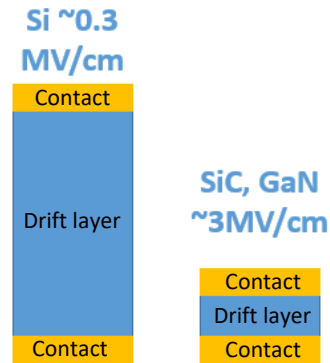 Si ~0.3
MV/cm
Contact
Drift layer
Contact
SiC, GaN
~3MV/cm
Contact
Drift layer
Contact